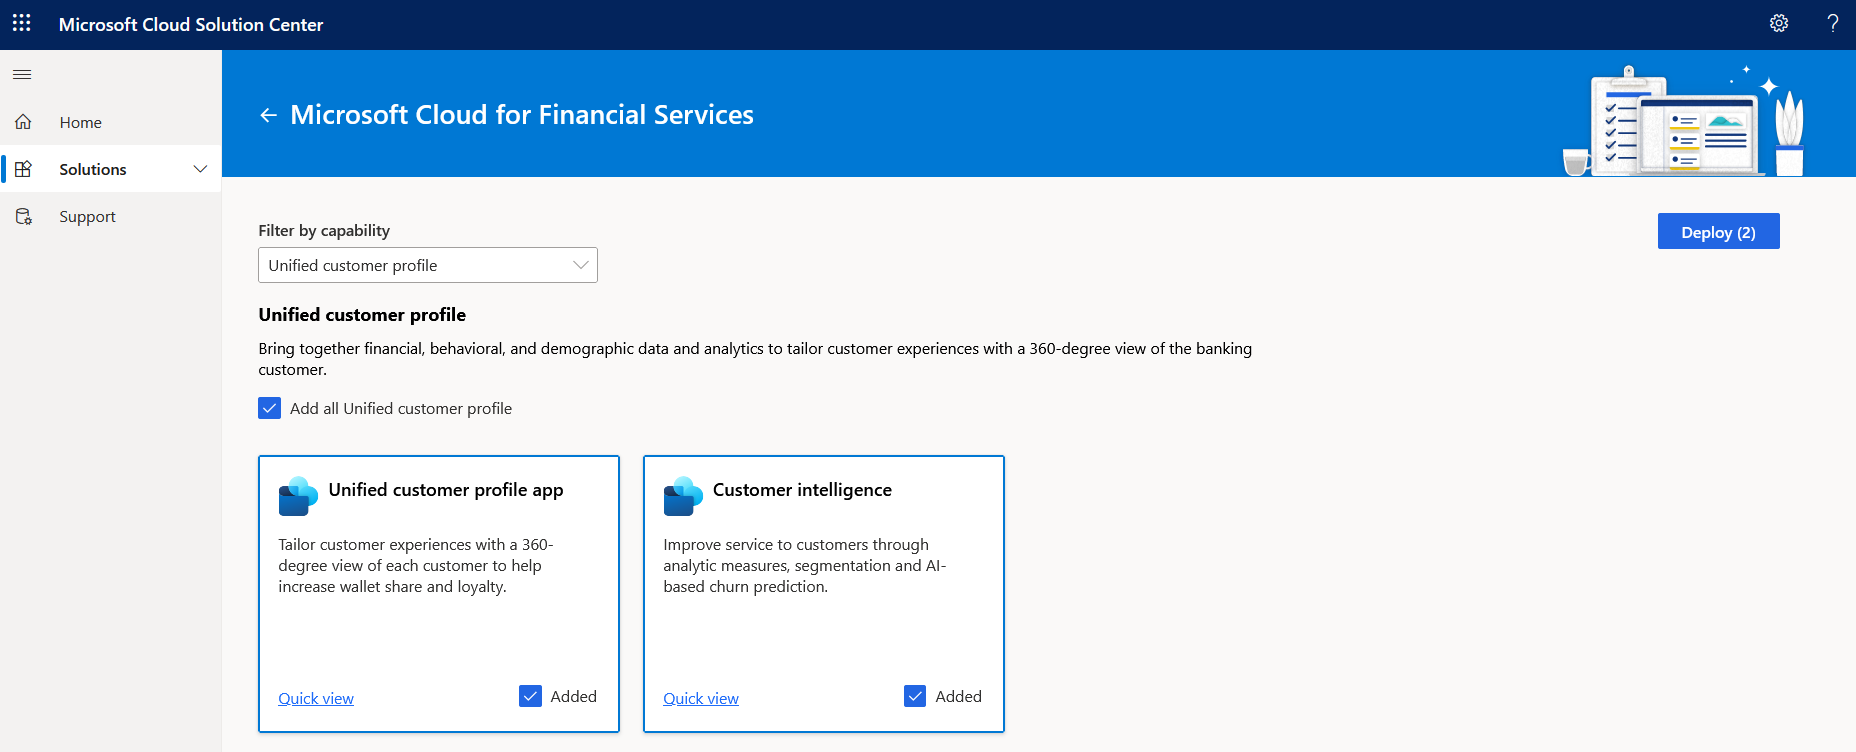 Microsoft Cloud Solution Center
?
Home
Solutions
Support
Microsoft Cloud for Financial Services
Filter by capability
Unified customer profile
Deploy (2)
Unified customer profile
Bring together financial, behavioral, and demographic data and analytics to tailor customer experiences with a 360-degree view of the banking
customer.
Add all Unified customer profile
Unified customer profile app
Tailor customer experiences with a 360-
degree view of each customer to help
increase wallet share and loyalty.
Quick view
Added
Customer intelligence
Improve service to customers through
analytic measures, segmentation and AI-
based churn prediction.
Quick view
Added